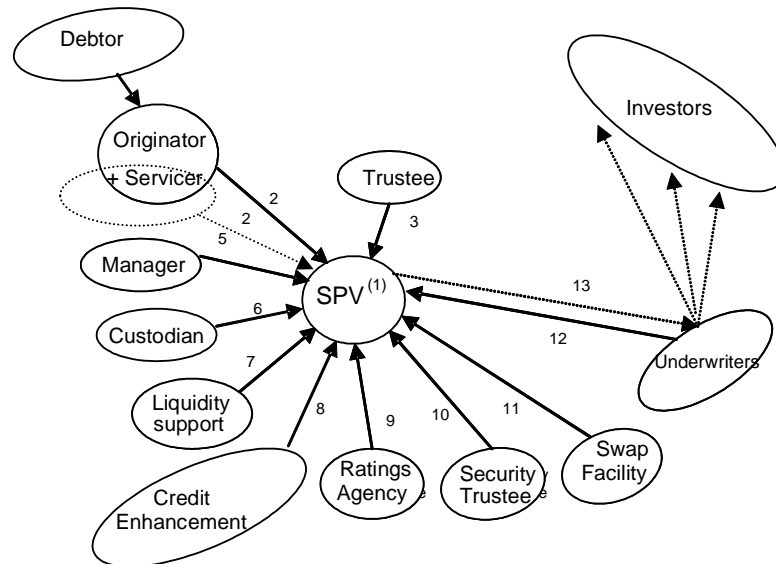 Debtor
Investors
Originator
+ Servicer
Trustee
2
2
3
5
Manager
SPV (1)
13
6
Custodian
12
7
Underwriters
Liquidity
support
8
9
10
11
Swap
Facility
Ratings
Agency
Security
Trustee
Credit
Enhancement